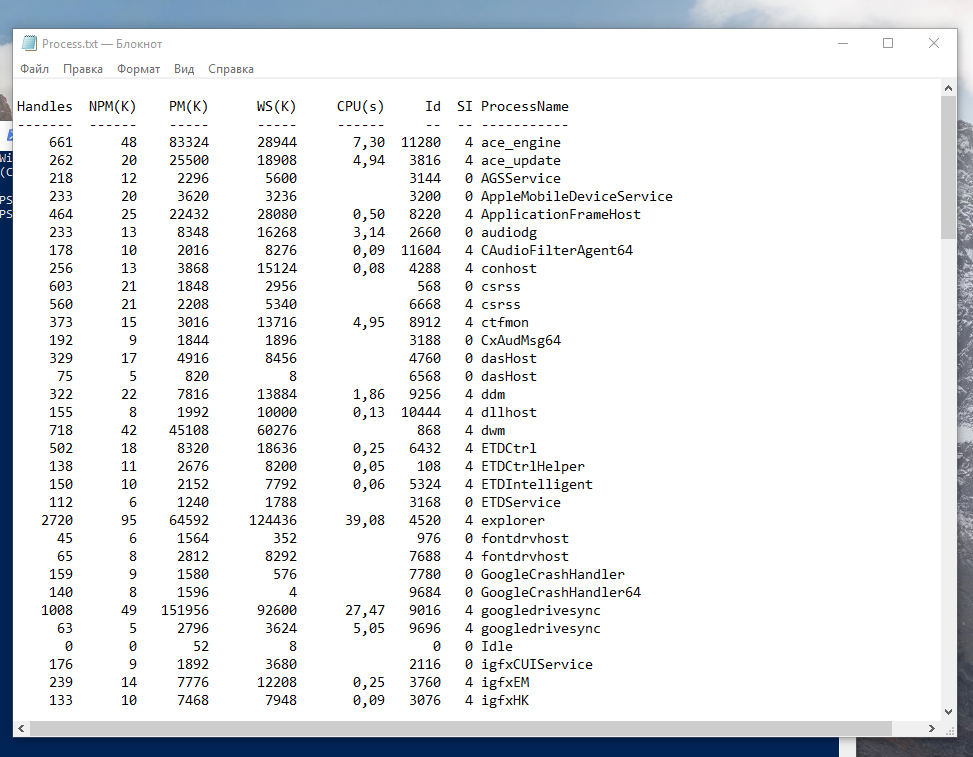 Process.txt — Блокнот
Файл Правка Формат Вид Справка
Handles NPM(K) PM(K) WS(K) CPU(s) Id SI ProcessName
------- ------ ----- ----- ------ -- -- -----------
661 48 83324 28944 7,30 11280 4 ace_engine
262 20 25500 18908 4,94 3816 4 ace_update
218 12 2296 5600 3144 0 AGSService
233 20 3620 3236 3200 0 AppleMobileDeviceService
464 25 22432 28080 0,50 8220 4 ApplicationFrameHost
233 13 8348 16268 3,14 2660 0 audiodg
178 10 2016 8276 0,09 11604 4 CAudioFilterAgent64
256 13 3868 15124 0,08 4288 4 conhost
603 21 1848 2956 568 0 csrss
560 21 2208 5340 6668 4 csrss
373 15 3016 13716 4,95 8912 4 ctfmon
192 9 1844 1896 3188 0 CxAudMsg64
329 17 4916 8456 4760 0 dasHost
75 5 820 8 6568 0 dasHost
322 22 7816 13884 1,86 9256 4 ddm
155 8 1992 10000 0,13 10444 4 dllhost
718 42 45108 60276 868 4 dwm
502 18 8320 18636 0,25 6432 4 ETDCtrl
138 11 2676 8200 0,05 108 4 ETDCtrlHelper
150 10 2152 7792 0,06 5324 4 ETDIntelligent
112 6 1240 1788 3168 0 ETDService
2720 95 64592 124436 39,08 4520 4 explorer
45 6 1564 352 976 0 fontdrvhost
65 8 2812 8292 7688 4 fontdrvhost
159 9 1580 576 7780 0 GoogleCrashHandler
140 8 1596 4 9684 0 GoogleCrashHandler64
1008 49 151956 92600 27,47 9016 4 googledrivesync
63 5 2796 3624 5,05 9696 4 googledrivesync
0 0 52 8 0 0 Idle
176 9 1892 3680 2116 0 igfxCUIService
239 14 7776 12208 0,25 3760 4 igfxEM
133 10 7468 7948 0,09 3076 4 igfxHK
Wi
(C
PS
PS